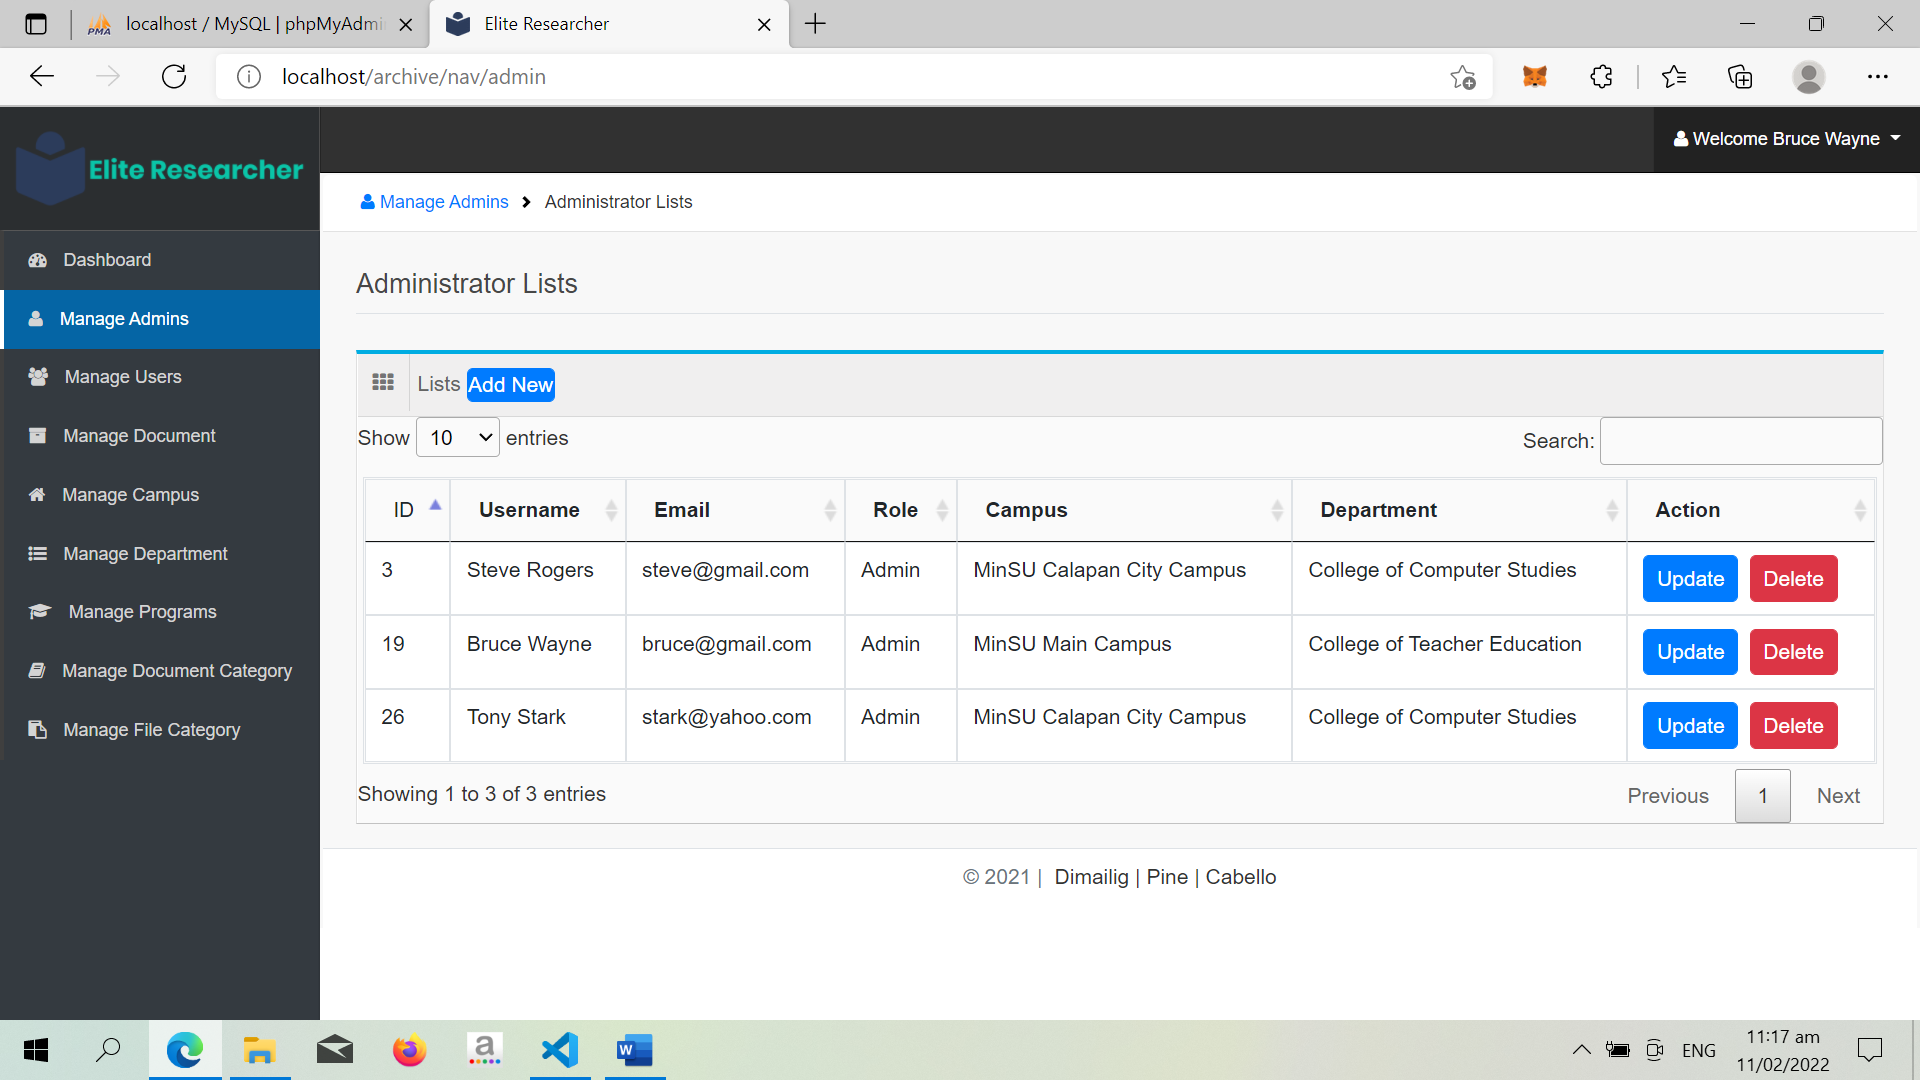 localhost / MySQL | phpMyAdmi
Elite Researcher
localhost/archive/nav/admin
Elite Researcher
Welcome Bruce Wayne
Manage Admins > Administrator Lists
Dashboard
Manage Admins
Manage Users
Manage Document
Manage Campus
Manage Department
Manage Programs
Manage Document Category
Manage File Category
Administrator Lists
Lists Add New
Show 10 entries
Search:
ID Username Email Role Campus Department Action
3 Steve Rogers steve@gmail.com Admin MinSU Calapan City Campus College of Computer Studies Update Delete
19 Bruce Wayne bruce@gmail.com Admin MinSU Main Campus College of Teacher Education Update Delete
26 Tony Stark stark@yahoo.com Admin MinSU Calapan City Campus College of Computer Studies Update Delete
Showing 1 to 3 of 3 entries
Previous 1 Next
© 2021 | Dimailig | Pine | Cabello
ENG
11:17 am
11/02/2022